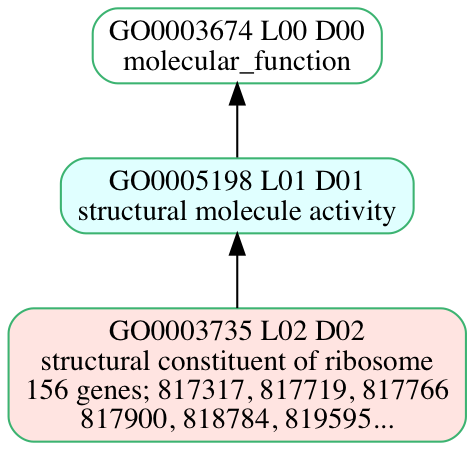 GO0003674 L00 D00
molecular_function
GO0005198 L01 D01
structural molecule activity
GO0003735 L02 D02
structural constituent of ribosome
156 genes; 817317, 817719, 817766
817900, 818784, 819595...